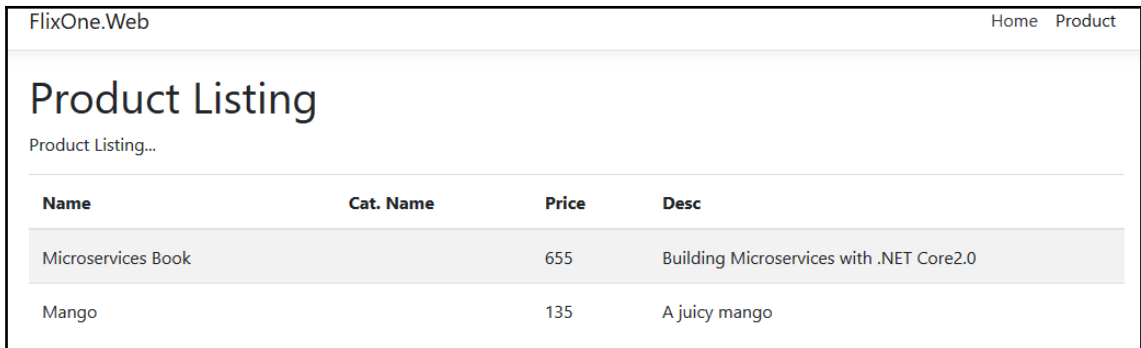 FlixOne.Web Home Product
Product Listing
Product Listing...
Name Cat. Name Price Desc
Microservices Book 655 Building Microservices with .NET Core2.0
Mango 135 A juicy mango